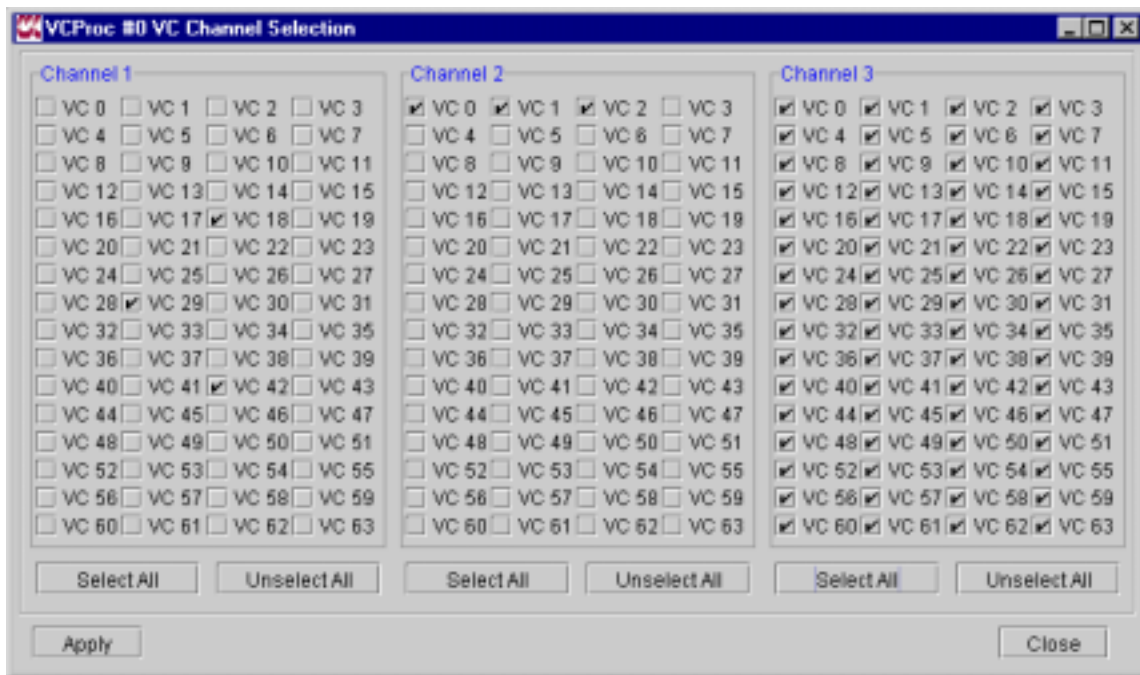 VCProc #0 VC Channel Selection
Channel 1 Channel 2 Channel 3
VC 0 VC 1 VC 2 VC 3 VC 0 VC 1 VC 2 VC 3 VC 0 VC 1 VC 2 VC 3
VC 4 VC 5 VC 6 VC 7 VC 4 VC 5 VC 6 VC 7 VC 4 VC 5 VC 6 VC 7
VC 8 VC 9 VC 10 VC 11 VC 8 VC 9 VC 10 VC 11 VC 8 VC 9 VC 10 VC 11
VC 12 VC 13 VC 14 VC 15 VC 12 VC 13 VC 14 VC 15 VC 12 VC 13 VC 14 VC 15
VC 16 VC 17 VC 18 VC 19 VC 16 VC 17 VC 18 VC 19 VC 16 VC 17 VC 18 VC 19
VC 20 VC 21 VC 22 VC 23 VC 20 VC 21 VC 22 VC 23 VC 20 VC 21 VC 22 VC 23
VC 24 VC 25 VC 26 VC 27 VC 24 VC 25 VC 26 VC 27 VC 24 VC 25 VC 26 VC 27
VC 28 VC 29 VC 30 VC 31 VC 28 VC 29 VC 30 VC 31 VC 28 VC 29 VC 30 VC 31
VC 32 VC 33 VC 34 VC 35 VC 32 VC 33 VC 34 VC 35 VC 32 VC 33 VC 34 VC 35
VC 36 VC 37 VC 38 VC 39 VC 36 VC 37 VC 38 VC 39 VC 36 VC 37 VC 38 VC 39
VC 40 VC 41 VC 42 VC 43 VC 40 VC 41 VC 42 VC 43 VC 40 VC 41 VC 42 VC 43
VC 44 VC 45 VC 46 VC 47 VC 44 VC 45 VC 46 VC 47 VC 44 VC 45 VC 46 VC 47
VC 48 VC 49 VC 50 VC 51 VC 48 VC 49 VC 50 VC 51 VC 48 VC 49 VC 50 VC 51
VC 52 VC 53 VC 54 VC 55 VC 52 VC 53 VC 54 VC 55 VC 52 VC 53 VC 54 VC 55
VC 56 VC 57 VC 58 VC 59 VC 56 VC 57 VC 58 VC 59 VC 56 VC 57 VC 58 VC 59
VC 60 VC 61 VC 62 VC 63 VC 60 VC 61 VC 62 VC 63 VC 60 VC 61 VC 62 VC 63
Select All Unselect All Select All Unselect All Select All Unselect All
Apply Close